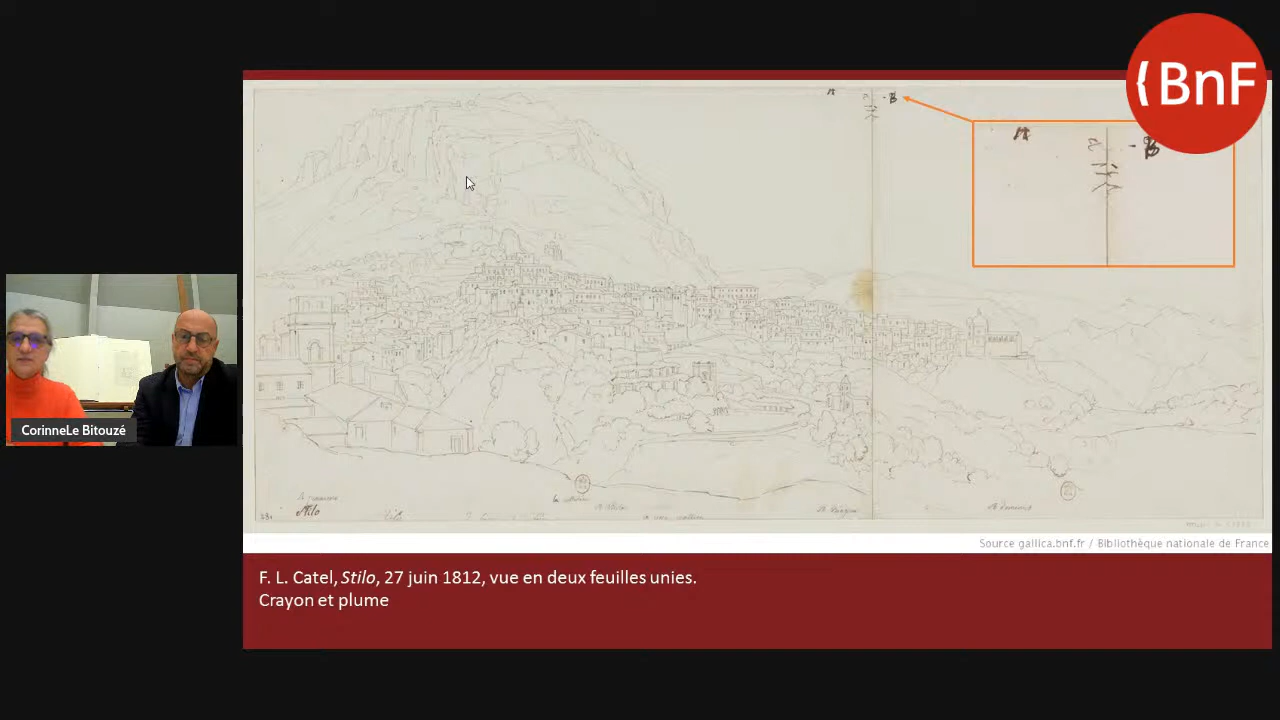 {BnF
A
- B
A
- B
Stilo
Source gallica.bnf.fr / Bibliothèque nationale de France
CorinneLe Bitouzé
F. L. Catel, Stilo, 27 juin 1812, vue en deux feuilles unies.
Crayon et plume